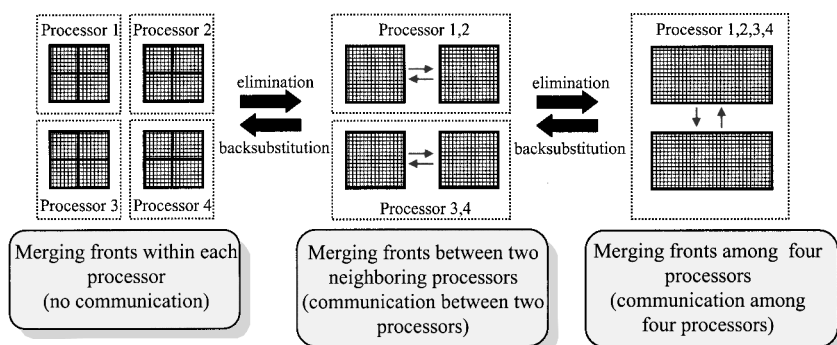 Processor 1
Processor 2
Processor 3
Processor 4
elimination
backsubstitution
Processor 1,2
Processor 3,4
elimination
backsubstitution
Processor 1,2,3,4
Merging fronts within each
processor
(no communication)
Merging fronts between two
neighboring processors
(communication between two
processors)
Merging fronts among four
processors
(communication among
four processors)